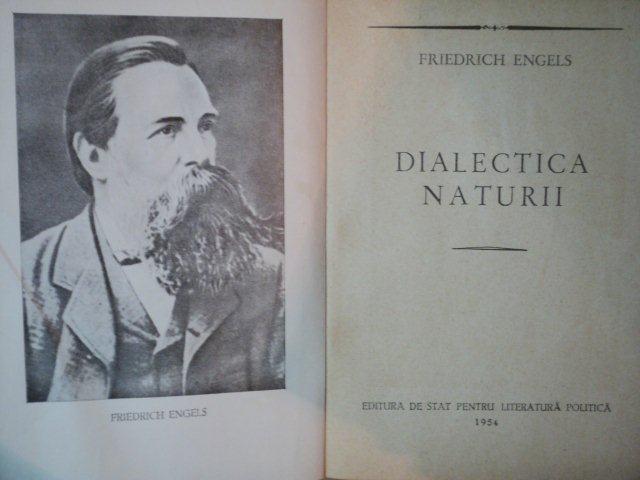 FRIEDRICH ENGELS
FRIEDRICH ENGELS
DIALECTICA
NATURII
EDITURA DE STAT PENTRU LITERATURĂ POLITICĂ
1954